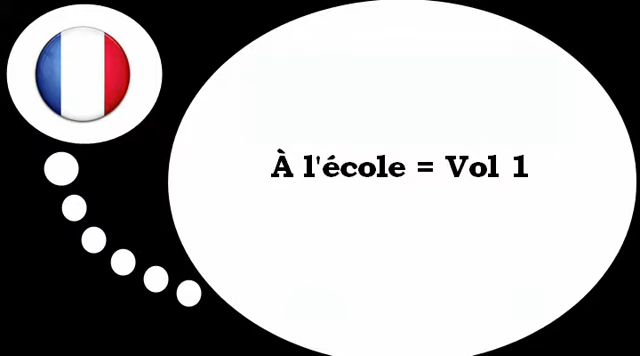 À l'école = Vol 1